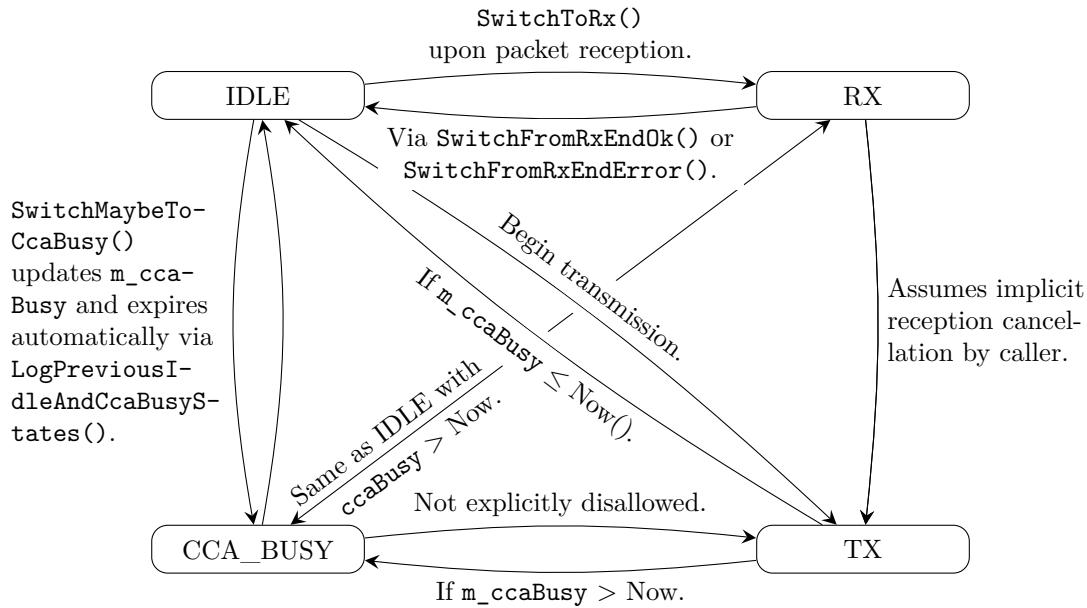 SwitchToRx()
upon packet reception.
IDLE
RX
Via SwitchFromRxEndOk() or
SwitchFromRxEndError().
SwitchMaybeTo-
CcaBusy()
updates m_cca-
Busy and expires
automatically via
LogPreviousI-
dleAndCcaBusyS-
tates().
Begin transmission.
If m_ccaBusy ≤ Now().
Assumes implicit
reception cancel-
lation by caller.
Same as IDLE with
ccaBusy > Now.
Not explicitly disallowed.
CCA_BUSY
TX
If m_ccaBusy > Now.